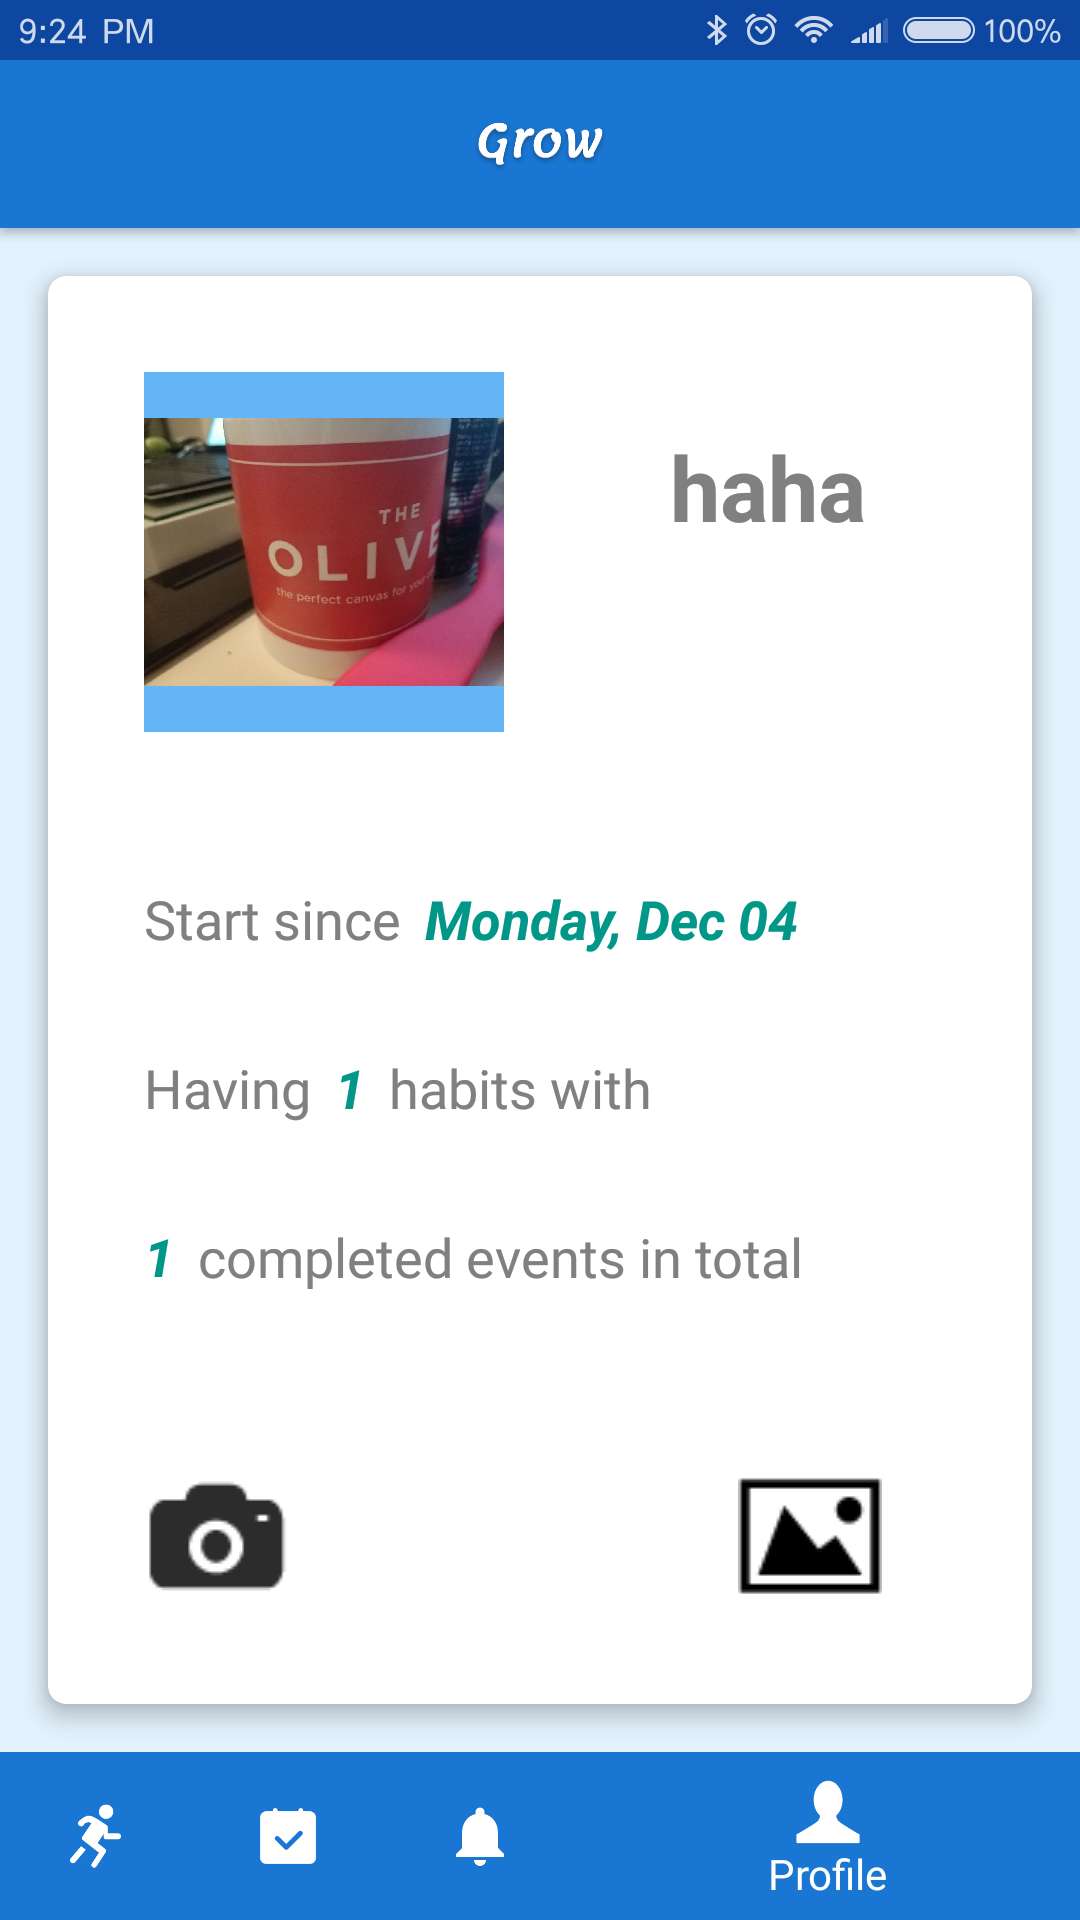 9:24 PM 100%
Grow
haha
THE
OLIVE
the perfect canvas for your
Start since Monday, Dec 04
Having 1 habits with
1 completed events in total
Profile